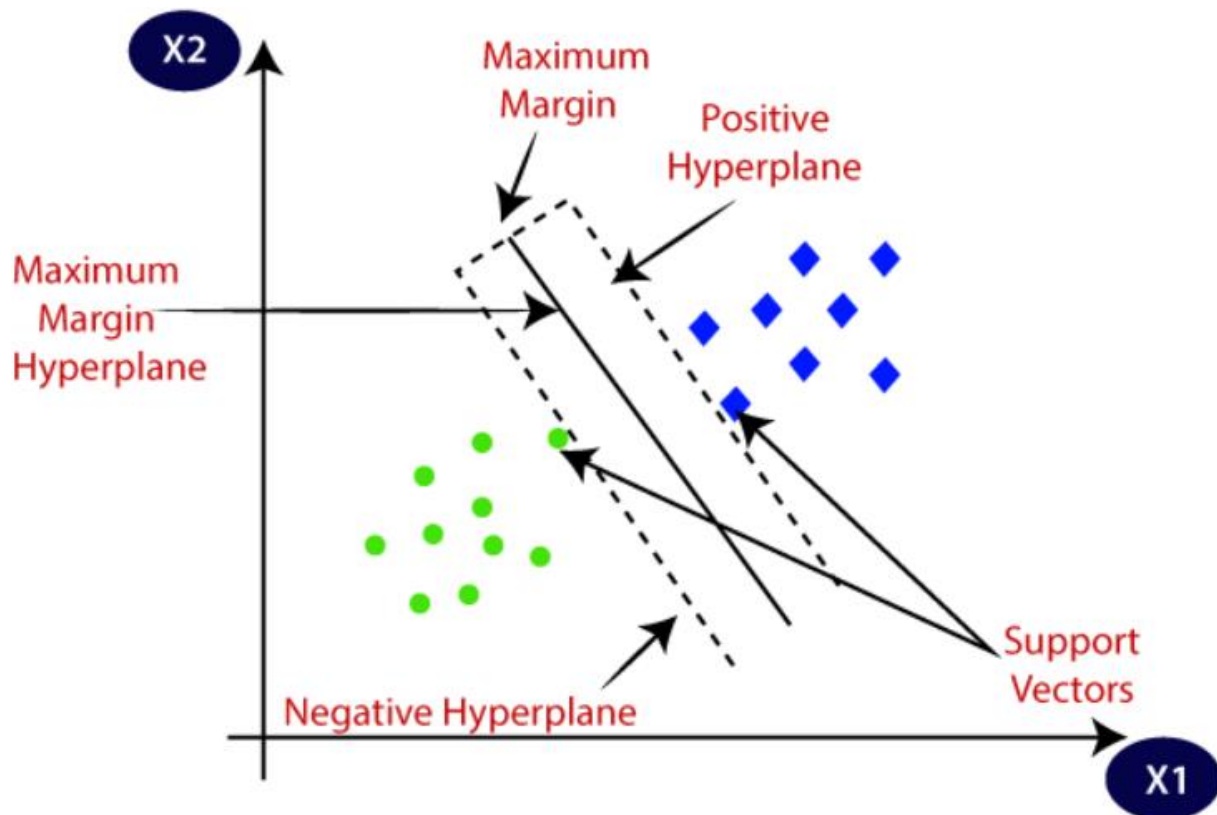 X2
Maximum
Margin
Positive
Hyperplane
Maximum
Margin
Hyperplane
Support
Vectors
Negative Hyperplane
X1